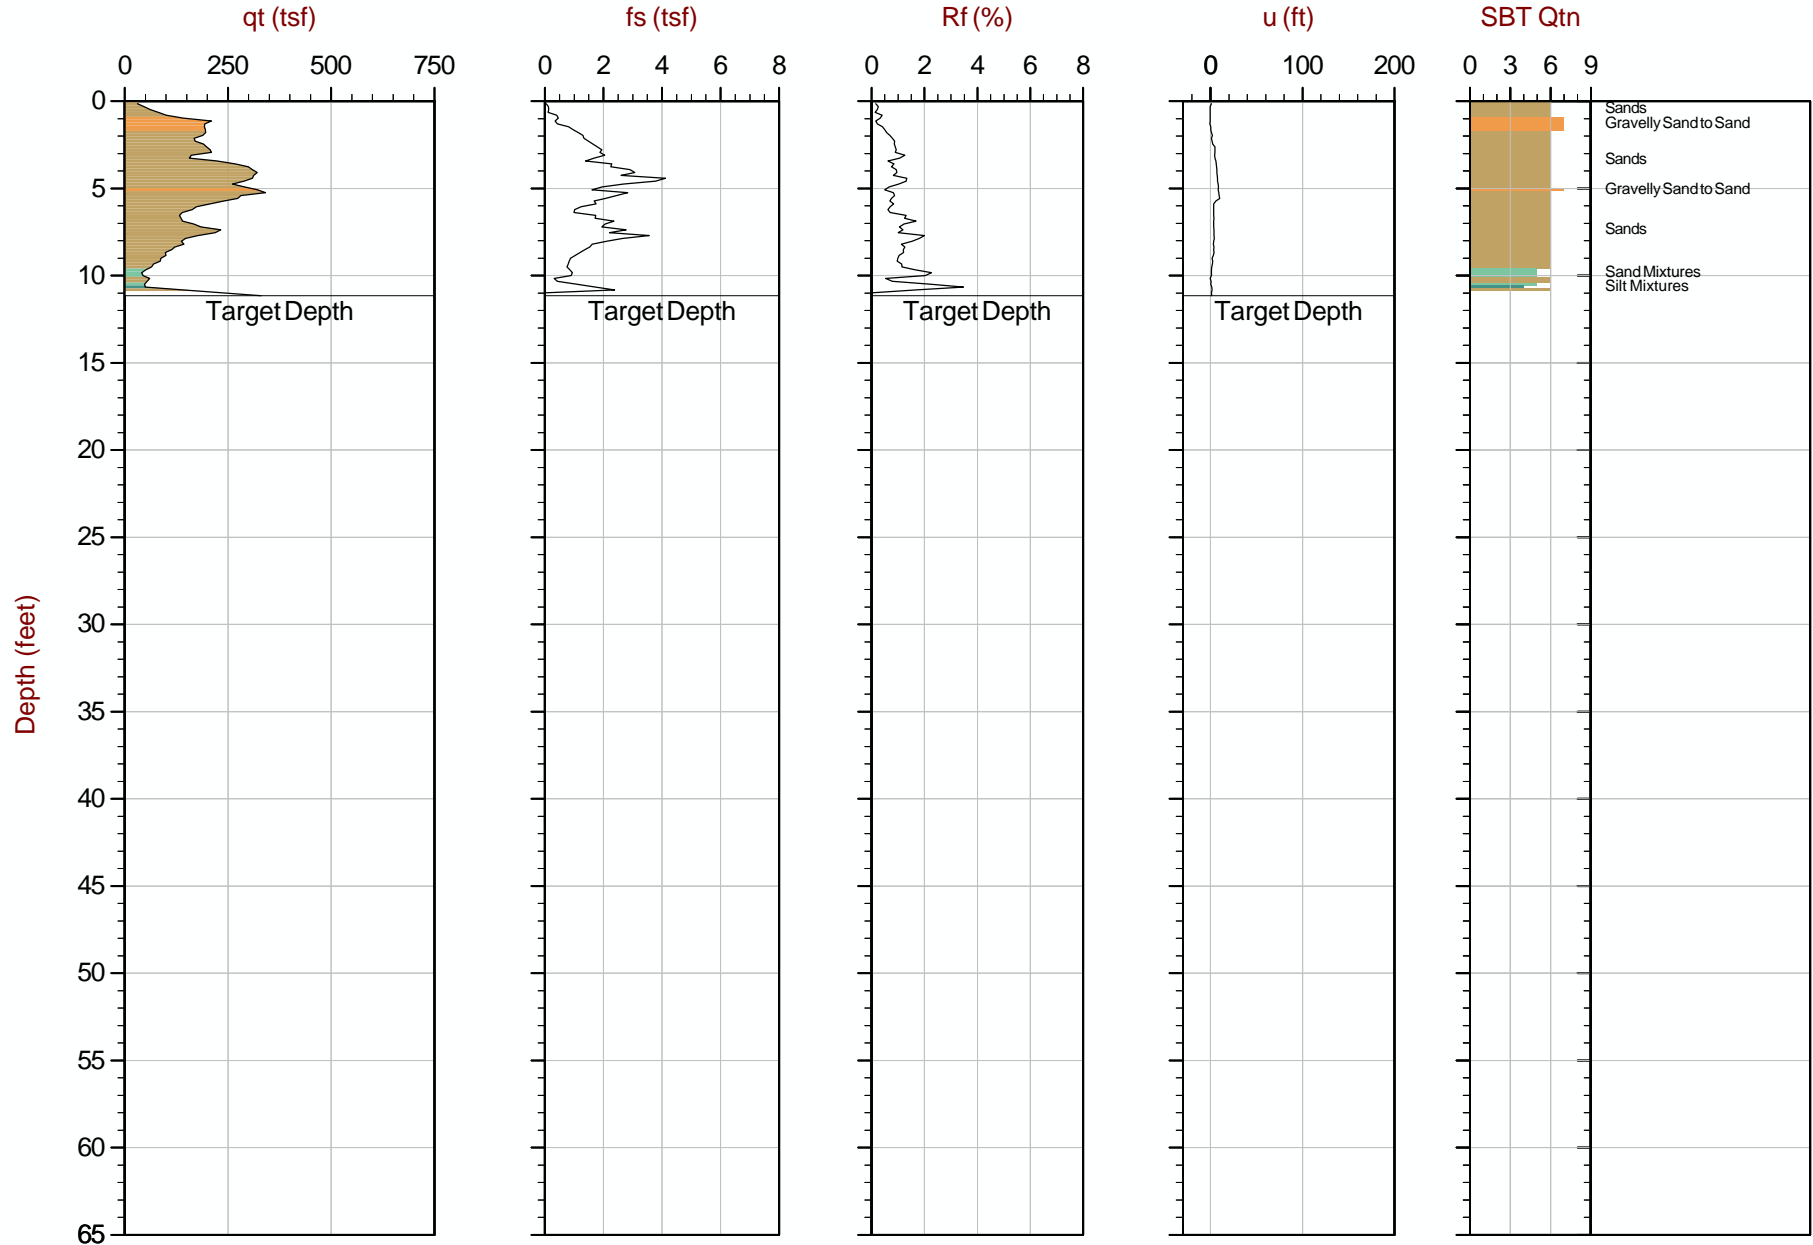 qt (tsf) fs (tsf) Rf (%) u (ft) SBT Qtn
0 250 500 750 0 2 4 6 8 0 2 4 6 8 0 100 200 0 3 6 9
0
5
10
15
20
25
30
35
40
45
50
55
60
65
Depth (feet)
Target Depth Target Depth Target Depth Target Depth
Sands
Gravelly Sand to Sand
Sands
Gravelly Sand to Sand
Sands
Sand Mixtures
Silt Mixtures